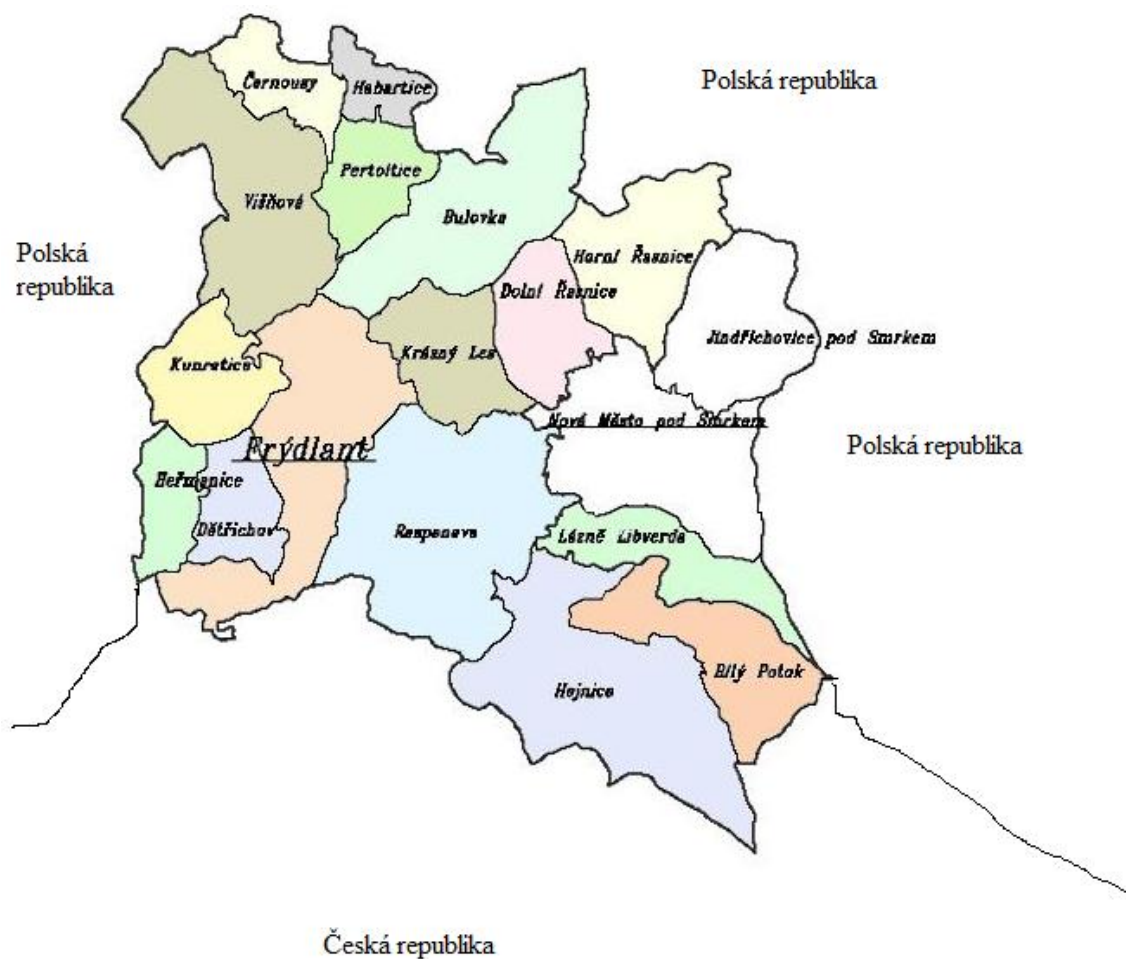 Polská republika
Černousy
Habartice
Pertoltice
Višňová
Bulovka
Polská
republika
Horní Řasnice
Dolní Řasnice
Jindřichovice pod Smrkem
Krásný Les
Kunratice
Nové Město pod Smrkem
Polská republika
Frýdlant
Heřmanice
Dětřichov
Raspenava
Lázně Libverda
Bílý Potok
Hejnice
Česká republika